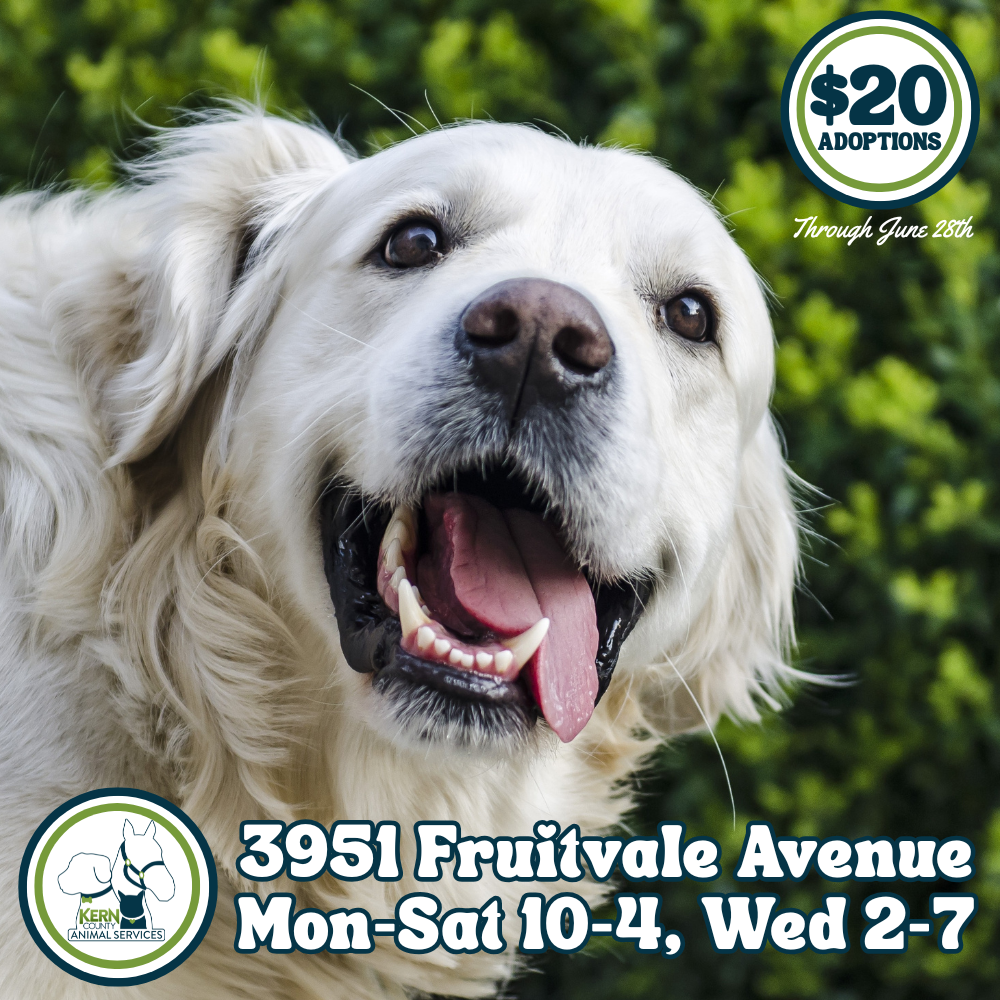 $20
ADOPTIONS
Through June 28th
3951 Fruitvale Avenue
Mon-Sat 10-4, Wed 2-7
KERN
COUNTY
ANIMAL SERVICES